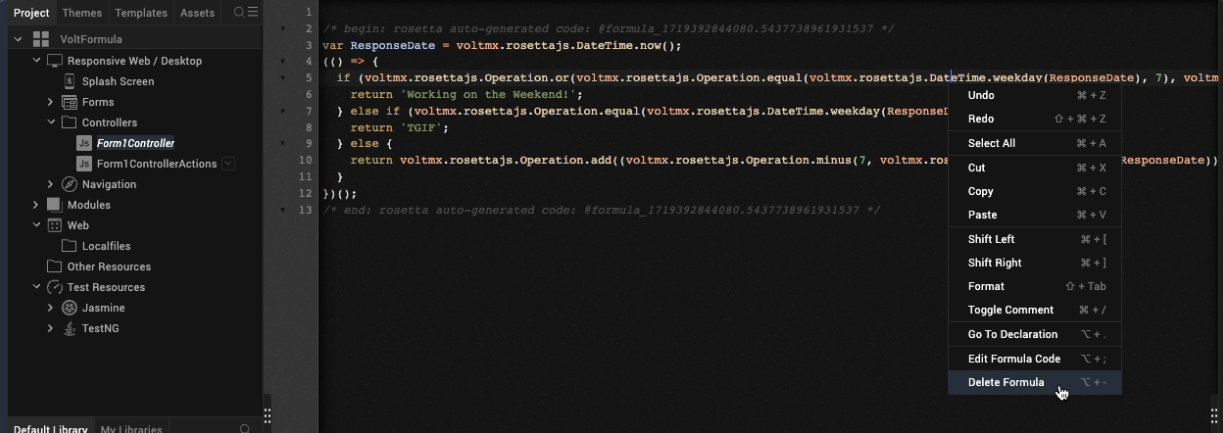 Project Themes Templates Assets
VoltFormula
Responsive Web / Desktop
Splash Screen
Forms
Controllers
Js Form1Controller
Js Form1ControllerActions
Navigation
Modules
Web
Localfiles
Other Resources
Test Resources
Jasmine
TestNG
Default Library My Libraries
1
2 /* begin: rosetta auto-generated code: @formula_1719392844080.5437738961931537 */
3 var ResponseDate = voltmx.rosettajs.DateTime.now();
4 (() => {
5 if (voltmx.rosettajs.Operation.or(voltmx.rosettajs.Operation.equal(voltmx.rosettajs.DateTime.weekday(ResponseDate), 7), voltm
6 return 'Working on the Weekend!';
7 } else if (voltmx.rosettajs.Operation.equal(voltmx.rosettajs.DateTime.weekday(ResponseD
8 return 'TGIF';
9 } else {
10 return voltmx.rosettajs.Operation.add((voltmx.rosettajs.Operation.minus(7, voltmx.ros ResponseDate))
11 }
12 })();
13 /* end: rosetta auto-generated code: @formula_1719392844080.5437738961931537 */
Undo ⌘ + Z
Redo ⇧ + ⌘ + Z
Select All ⌘ + A
Cut ⌘ + X
Copy ⌘ + C
Paste ⌘ + V
Shift Left ⌘ + [
Shift Right ⌘ + ]
Format ⇧ + Tab
Toggle Comment ⌘ + /
Go To Declaration ⌥ + .
Edit Formula Code ⌥ + ;
Delete Formula ⌥ + -